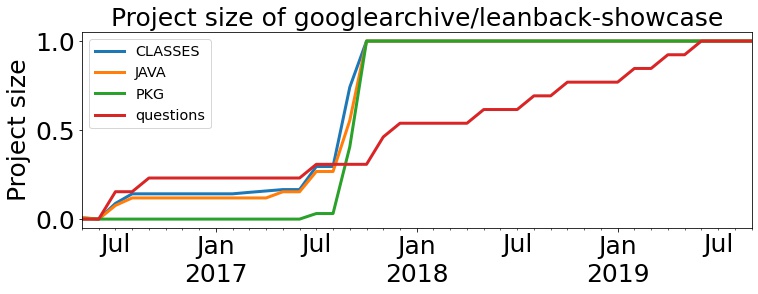 Project size of googlearchive/leanback-showcase
Project size
1.0
0.5
0.0
CLASSES
JAVA
PKG
questions
Jul Jan Jul Jan Jul Jan Jul
2017 2018 2019